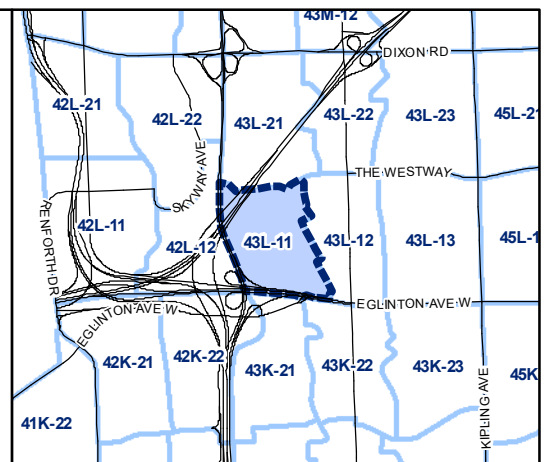 43M-12
DIXON RD
42L-21
42L-22
43L-21
43L-22
43L-23
45L-2
SKYWAY AVE
THE WESTWAY
RENFORTH DR
42L-11
42L-12
43L-11
43L-12
43L-13
45L-1
EGLINTON AVE W
EGLINTON AVE W
42K-21
42K-22
43K-21
43K-22
43K-23
45K
KIPLING AVE
41K-22